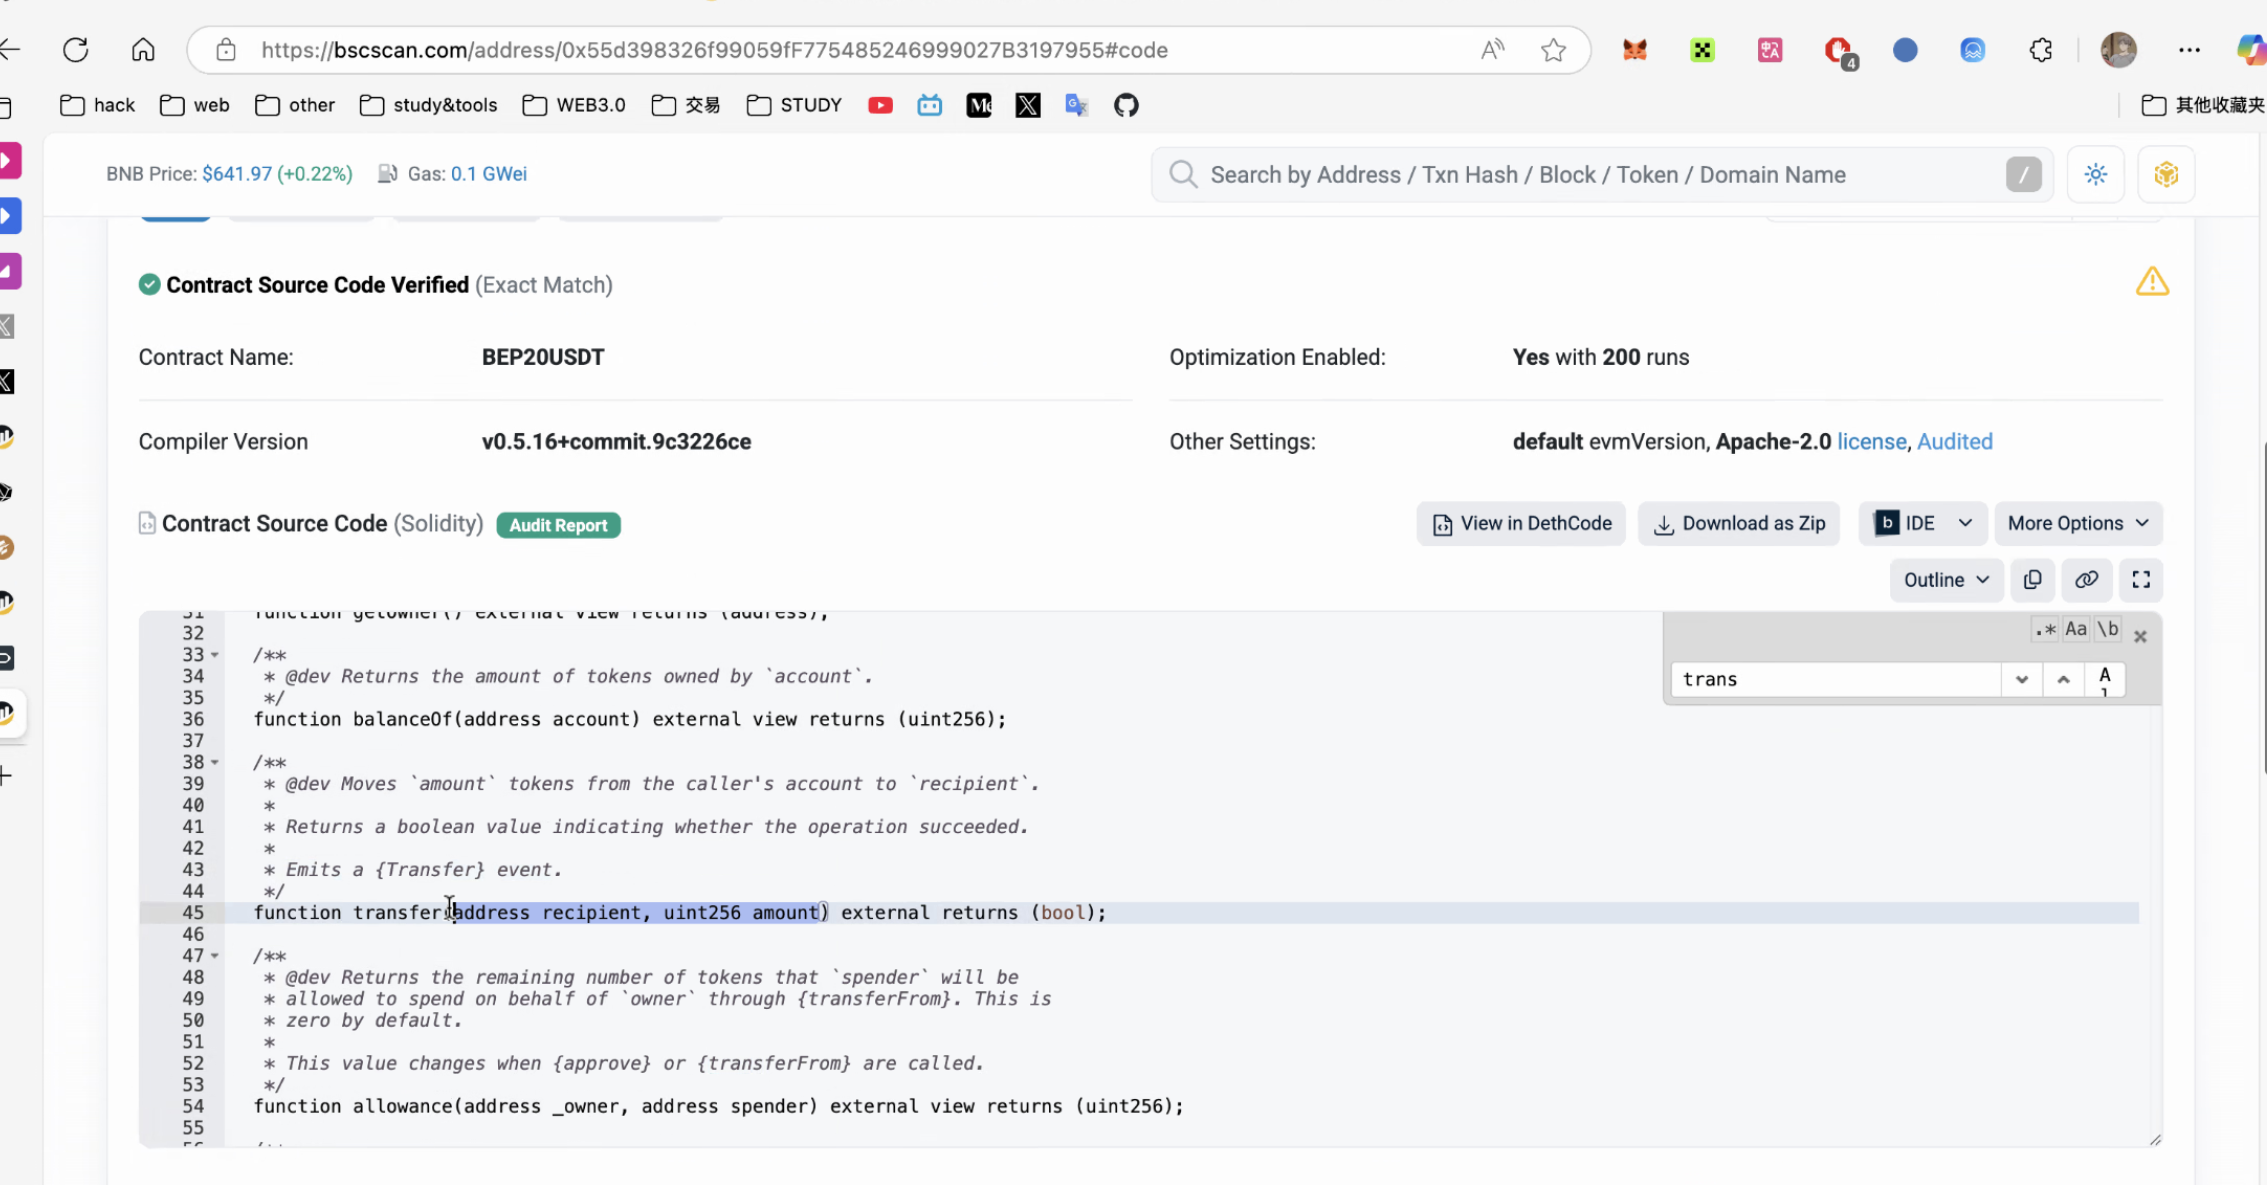 https://bscscan.com/address/0x55d398326f99059fF775485246999027B3197955#code
4
hack web other study&tools WEB3.0 交易 STUDY 其他收藏夹
BNB Price: $641.97 (+0.22%) Gas: 0.1 GWei
Search by Address / Txn Hash / Block / Token / Domain Name /
Contract Source Code Verified (Exact Match)
Contract Name: BEP20USDT Optimization Enabled: Yes with 200 runs
Compiler Version v0.5.16+commit.9c3226ce Other Settings: default evmVersion, Apache-2.0 license, Audited
Contract Source Code (Solidity) Audit Report View in DethCode Download as Zip IDE More Options
Outline
31 function getOwner() external view returns (address);
32
33 /**
34 * @dev Returns the amount of tokens owned by `account`.
35 */
36 function balanceOf(address account) external view returns (uint256);
37
38 /**
39 * @dev Moves `amount` tokens from the caller's account to `recipient`.
40 *
41 * Returns a boolean value indicating whether the operation succeeded.
42 *
43 * Emits a {Transfer} event.
44 */
45 function transfer(address recipient, uint256 amount) external returns (bool);
46
47 /**
48 * @dev Returns the remaining number of tokens that `spender` will be
49 * allowed to spend on behalf of `owner` through {transferFrom}. This is
50 * zero by default.
51 *
52 * This value changes when {approve} or {transferFrom} are called.
53 */
54 function allowance(address _owner, address spender) external view returns (uint256);
55
.* Aa \b
trans